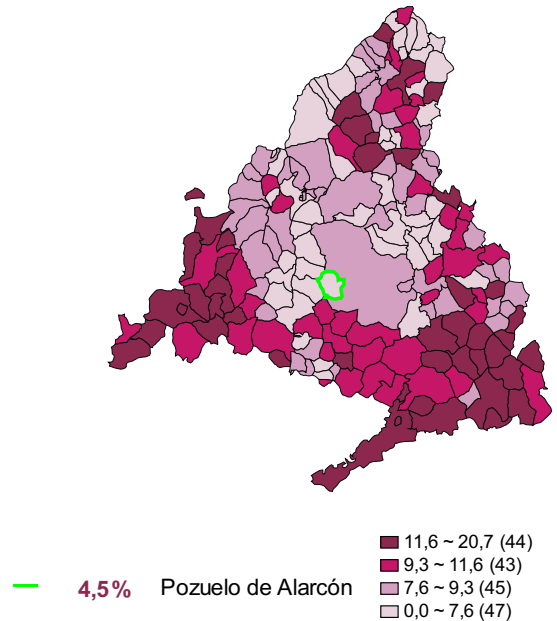 11,6 ~ 20,7 (44)
9,3 ~ 11,6 (43)
7,6 ~ 9,3 (45)
0,0 ~ 7,6 (47)
4,5% Pozuelo de Alarcón